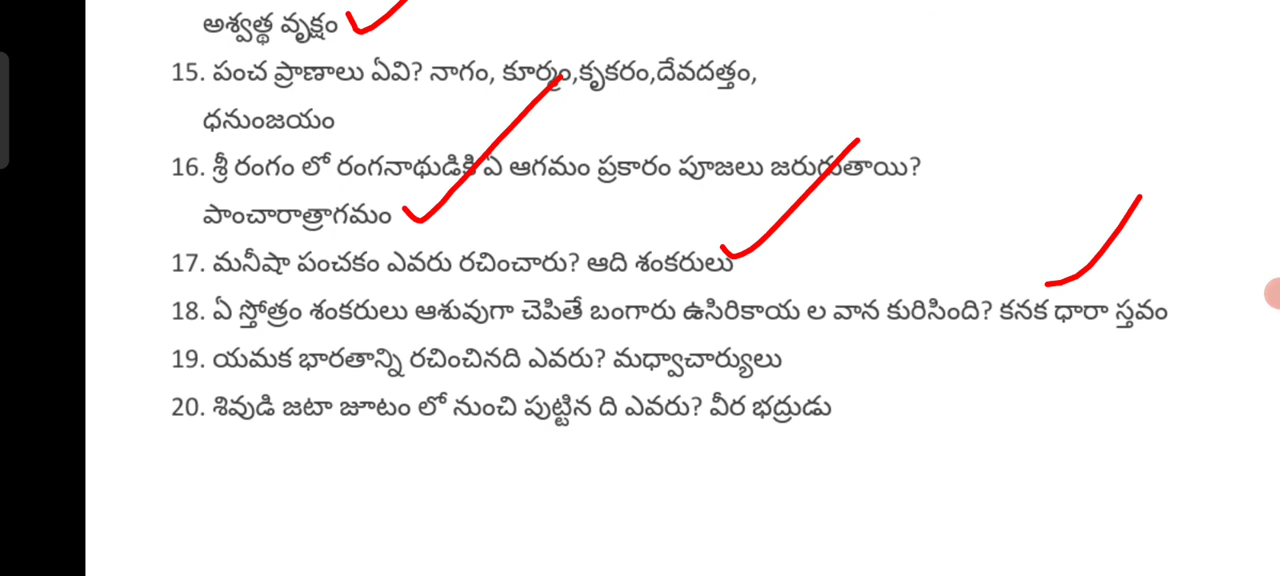 అశ్వత్థ వృక్షం
15. పంచ ప్రాణాలు ఏవి? నాగం, కూర్మం,కృకరం,దేవదత్తం,
ధనుంజయం
16. శ్రీ రంగం లో రంగనాథుడికి ఏ ఆగమం ప్రకారం పూజలు జరుగుతాయి?
పాంచారాత్రాగమం
17. మనీషా పంచకం ఎవరు రచించారు? ఆది శంకరులు
18. ఏ స్తోత్రం శంకరులు ఆశువుగా చెపితే బంగారు ఉసిరికాయ ల వాన కురిసింది? కనక ధారా స్తవం
19. యమక భారతాన్ని రచించినది ఎవరు? మధ్వాచార్యులు
20. శివుడి జటా జూటం లో నుంచి పుట్టిన ది ఎవరు? వీర భద్రుడు